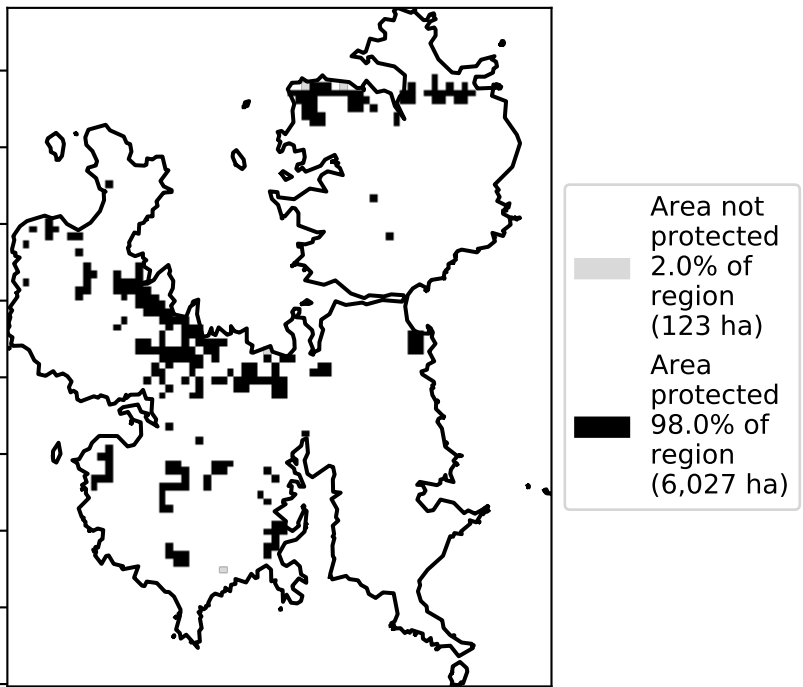 Area not
protected
2.0% of
region
(123 ha)
Area
protected
98.0% of
region
(6,027 ha)